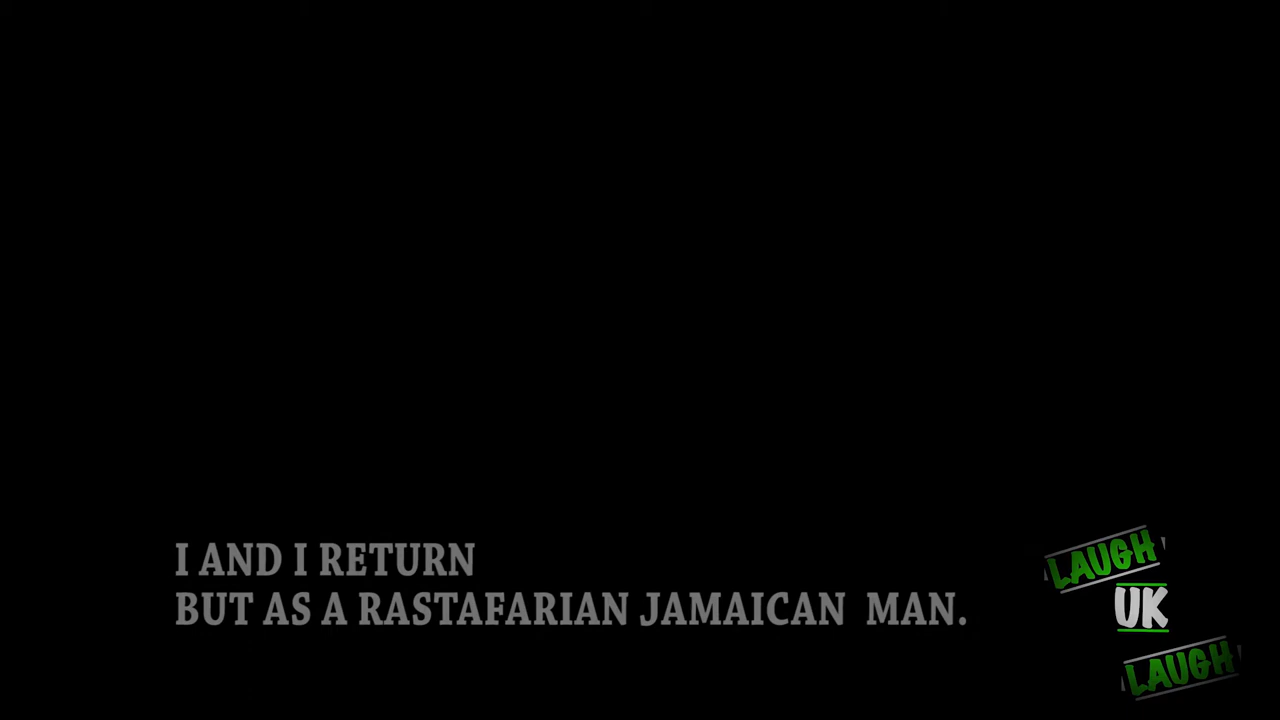 I AND I RETURN
BUT AS A RASTAFARIAN JAMAICAN MAN.
LAUGH
UK
LAUGH